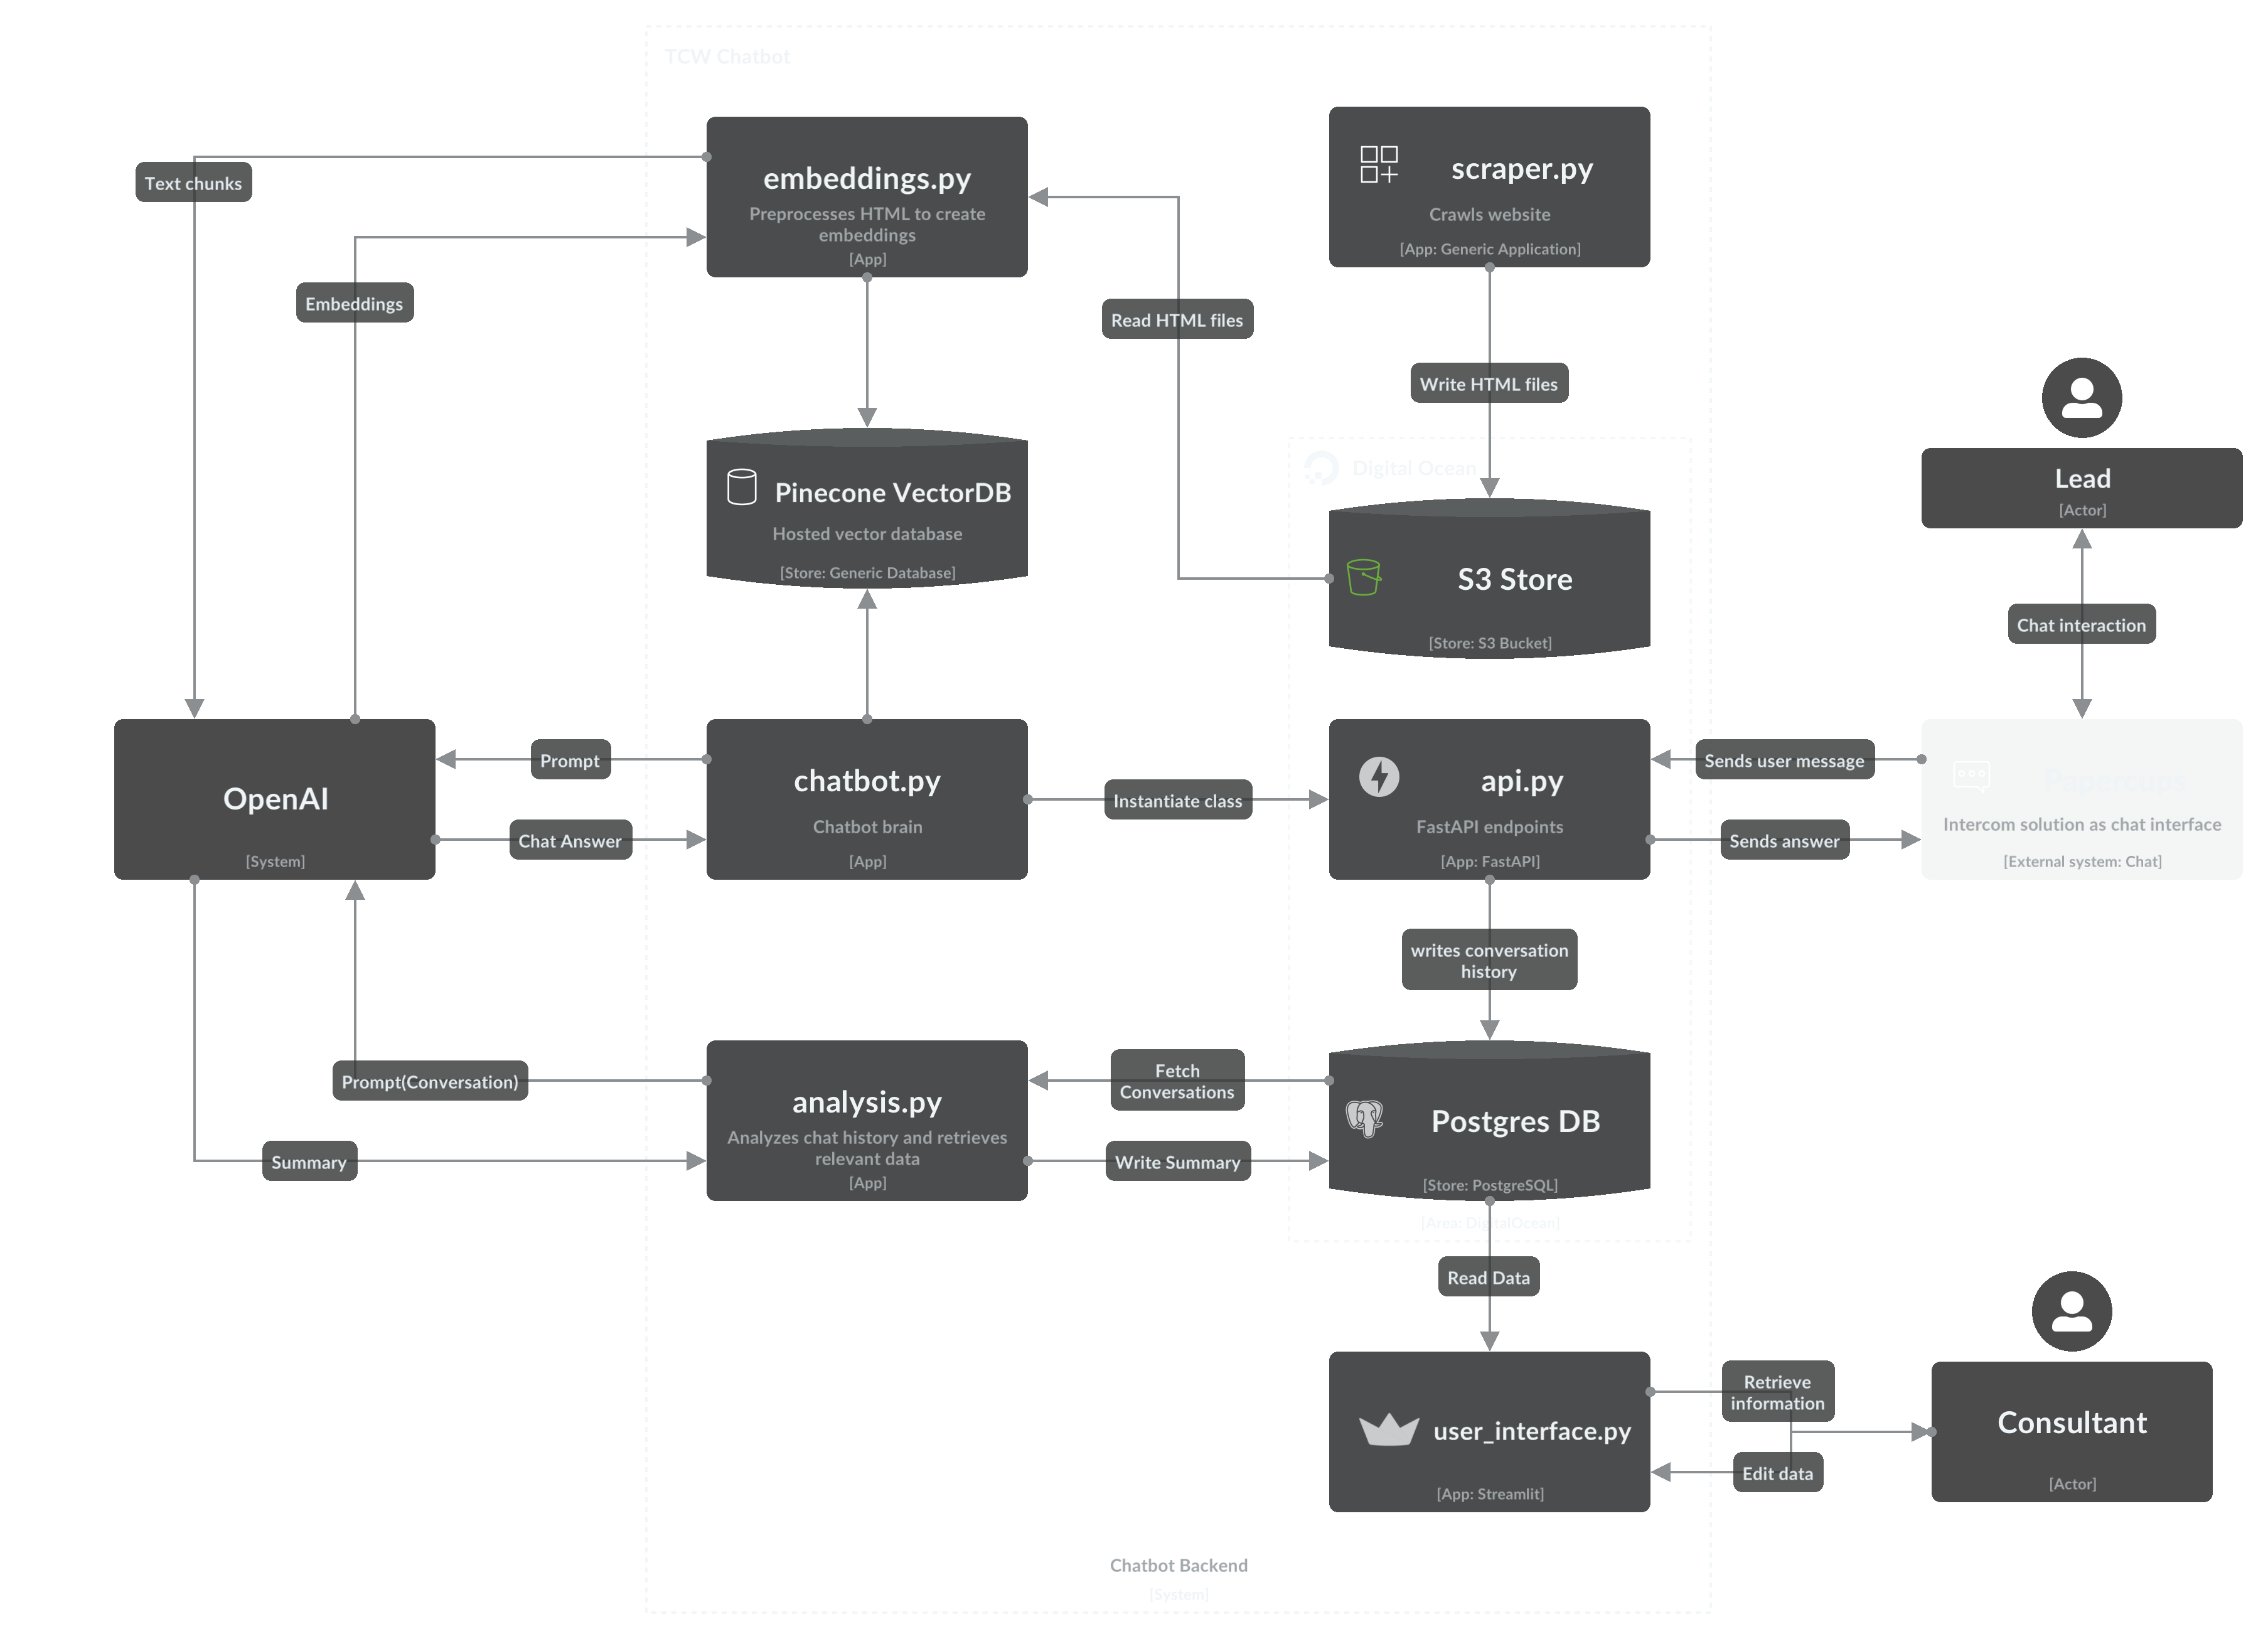 TCW Chatbot
embeddings.py
Preprocesses HTML to create
embeddings
[App]
scraper.py
Crawls website
[App: Generic Application]
Text chunks
Embeddings
Read HTML files
Write HTML files
Digital Ocean
Pinecone VectorDB
Hosted vector database
[Store: Generic Database]
S3 Store
[Store: S3 Bucket]
Lead
[Actor]
Chat interaction
OpenAI
[System]
Prompt
Chat Answer
chatbot.py
Chatbot brain
[App]
Instantiate class
api.py
FastAPI endpoints
[App: FastAPI]
Sends user message
Sends answer
Papercups
Intercom solution as chat interface
[External system: Chat]
writes conversation
history
Prompt(Conversation)
Summary
analysis.py
Analyzes chat history and retrieves
relevant data
[App]
Fetch
Conversations
Write Summary
Postgres DB
[Store: PostgreSQL]
[Area: DigitalOcean]
Read Data
user_interface.py
[App: Streamlit]
Retrieve
information
Edit data
Consultant
[Actor]
Chatbot Backend
[System]